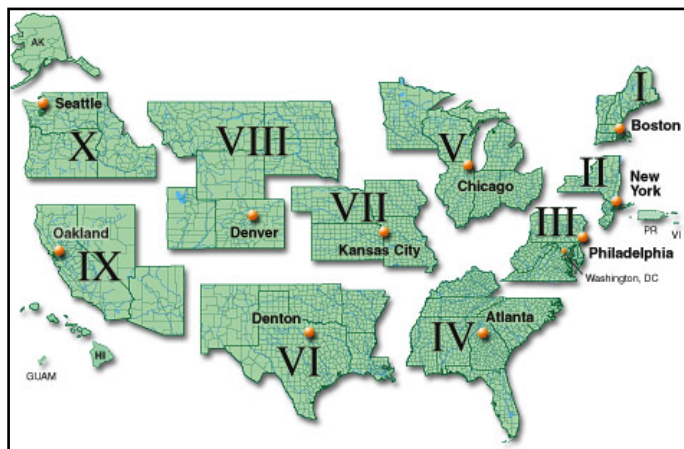 AK
Seattle
X
VIII
V
I
Boston
II
New
York
Chicago
VII
III
PR
VI
Oakland
IX
Denver
Kansas City
Philadelphia
Washington, DC
Denton
VI
IV
Atlanta
HI
GUAM